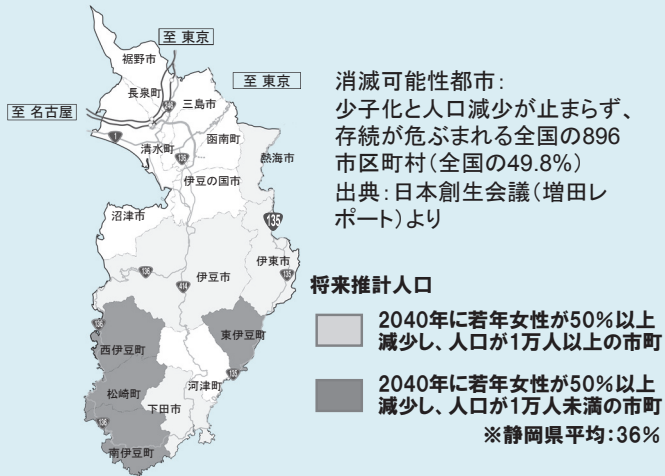 至 東京
裾野市
至 東京
長泉町
246
三島市
至 名古屋
1
函南町
清水町
136
熱海市
伊豆の国市
沼津市
135
伊東市
136
伊豆市
135
414
136
東伊豆町
西伊豆町
135
河津町
松崎町
下田市
136
南伊豆町
消滅可能性都市:
少子化と人口減少が止まらず、
存続が危ぶまれる全国の896
市区町村(全国の49.8%)
出典:日本創生会議(増田レ
ポート)より
将来推計人口
2040年に若年女性が50%以上
減少し、人口が1万人以上の市町
2040年に若年女性が50%以上
減少し、人口が1万人未満の市町
※静岡県平均:36%